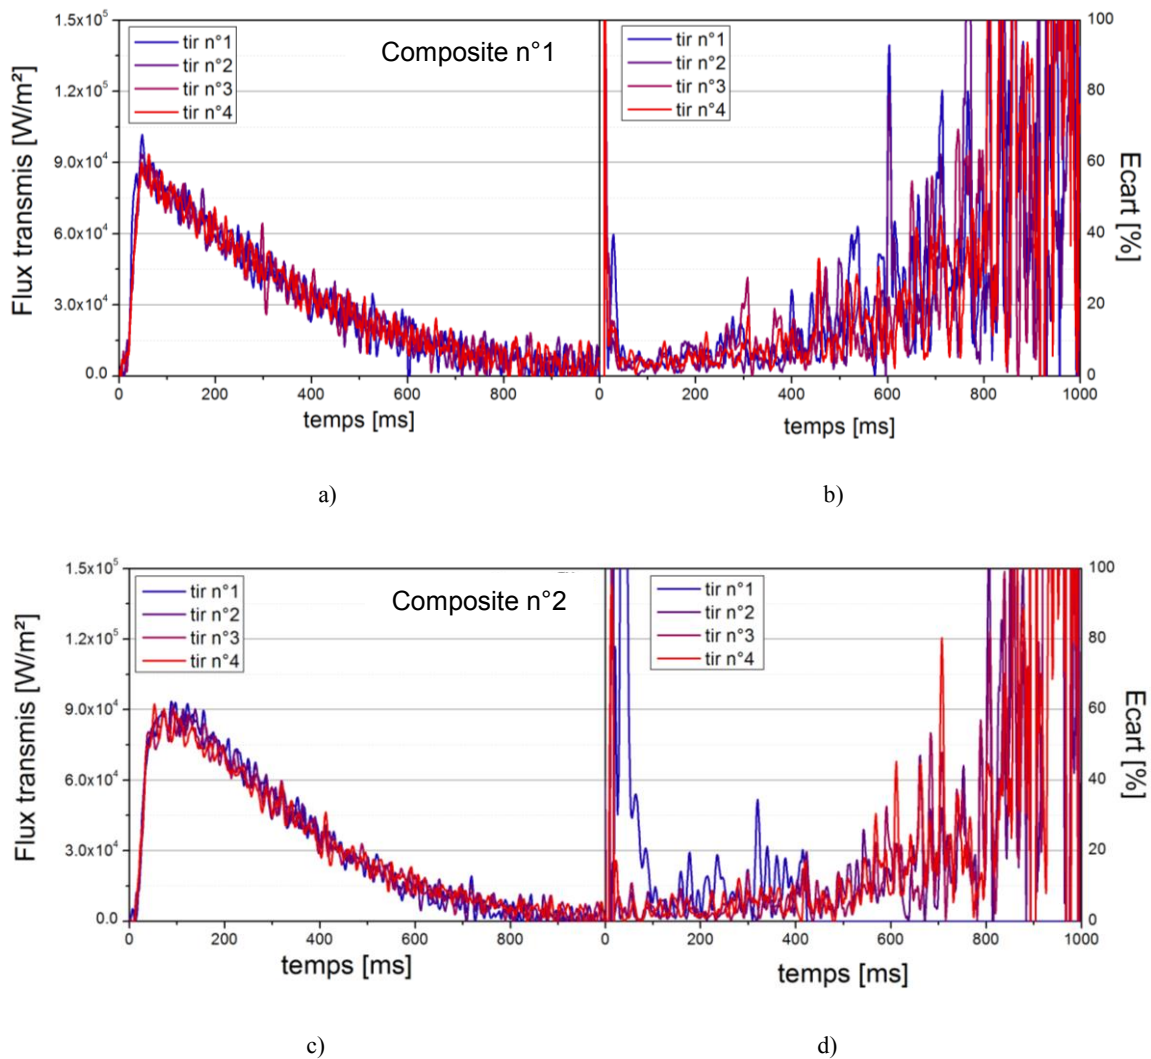 Composite n°1
tir n°1
tir n°2
tir n°3
tir n°4
tir n°1
tir n°2
tir n°3
tir n°4
Flux transmis [W/m²]
1.5x10⁵
1.2x10⁵
9.0x10⁴
6.0x10⁴
3.0x10⁴
0.0
0 200 400 600 800 0 200 400 600 800 1000
temps [ms] temps [ms]
100
80
60
40
20
0
Ecart [%]
a) b)
Composite n°2
tir n°1
tir n°2
tir n°3
tir n°4
tir n°1
tir n°2
tir n°3
tir n°4
Flux transmis [W/m²]
1.5x10⁵
1.2x10⁵
9.0x10⁴
6.0x10⁴
3.0x10⁴
0.0
0 200 400 600 800 0 200 400 600 800 1000
temps [ms] temps [ms]
100
80
60
40
20
0
Ecart [%]
c) d)